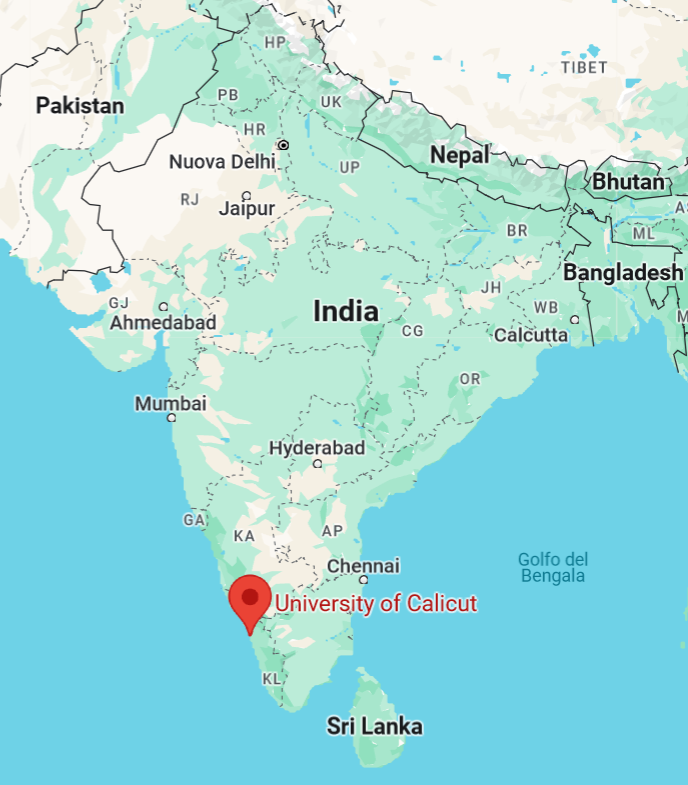 HP
TIBET
Pakistan
PB
UK
HR
Nepal
Nuova Delhi
UP
Bhutan
RJ
Jaipur
BR
ML
Bangladesh
GJ
JH
India
Ahmedabad
WB
CG
Calcutta
OR
Mumbai
Hyderabad
GA
KA
AP
Golfo del
Bengala
Chennai
University of Calicut
KL
Sri Lanka